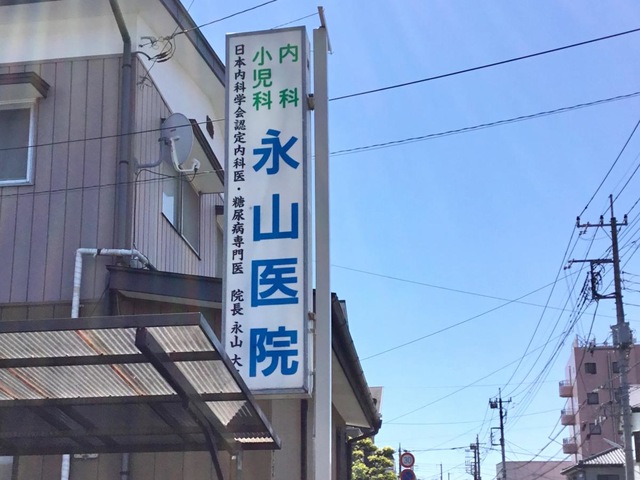 内科
小児科
永山医院
日本内科学会認定内科医・糖尿病専門医　院長 永山 大